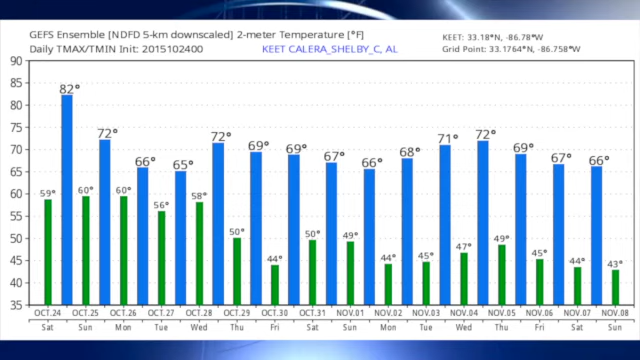 GEFS Ensemble [NDFD 5-km downscaled] 2-meter Temperature [°F]
KEET: 33.18°N, -86.78°W
Daily TMAX/TMIN Init: 2015102400
KEET CALERA_SHELBY_C, AL
Grid Point: 33.1764°N, -86.758°W
90
85
80
75
70
65
60
55
50
45
40
35
82° 72° 66° 65° 72° 69° 69° 67° 66° 68° 71° 72° 69° 67° 66°
59° 60° 60° 56° 58° 50° 44° 50° 49° 44° 45° 47° 49° 45° 44° 43°
OCT.24 OCT.25 OCT.26 OCT.27 OCT.28 OCT.29 OCT.30 OCT.31 NOV.01 NOV.02 NOV.03 NOV.04 NOV.05 NOV.06 NOV.07 NOV.08
Sat Sun Mon Tue Wed Thu Fri Sat Sun Mon Tue Wed Thu Fri Sat Sun